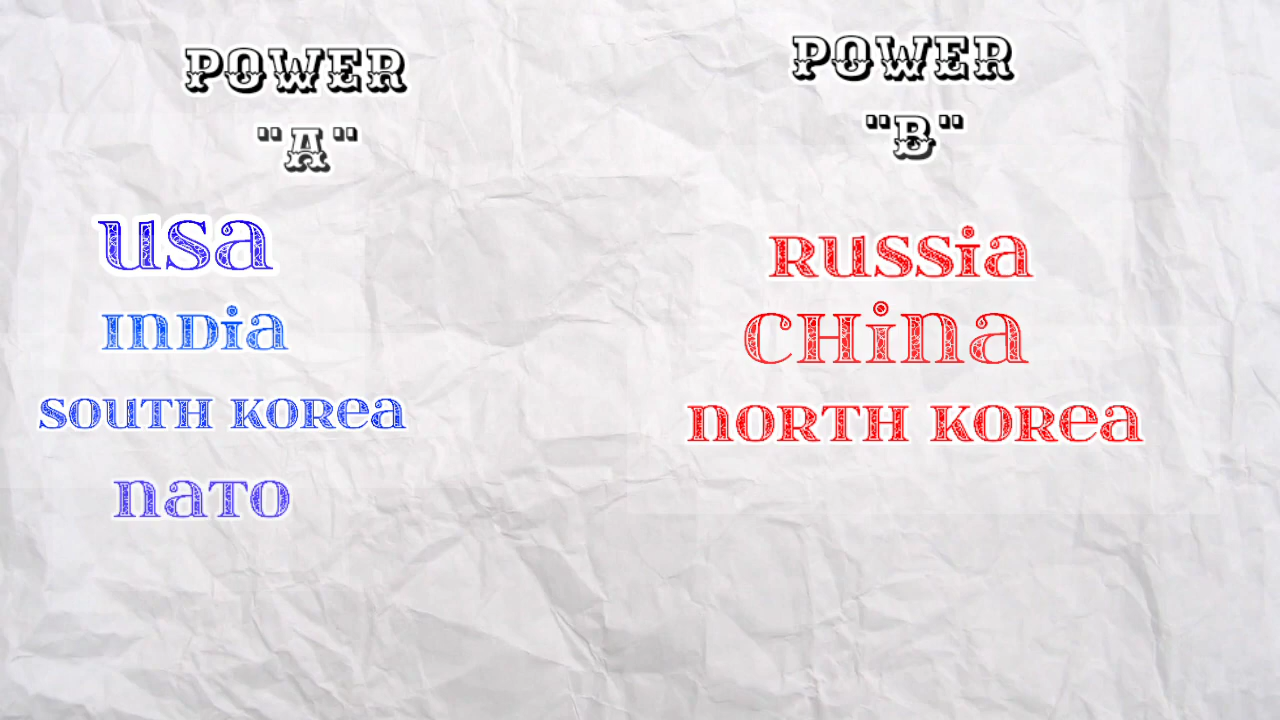 POWER
"A"
USA
INDIA
SOUTH KOREA
NATO
POWER
"B"
RUSSIA
CHINA
NORTH KOREA